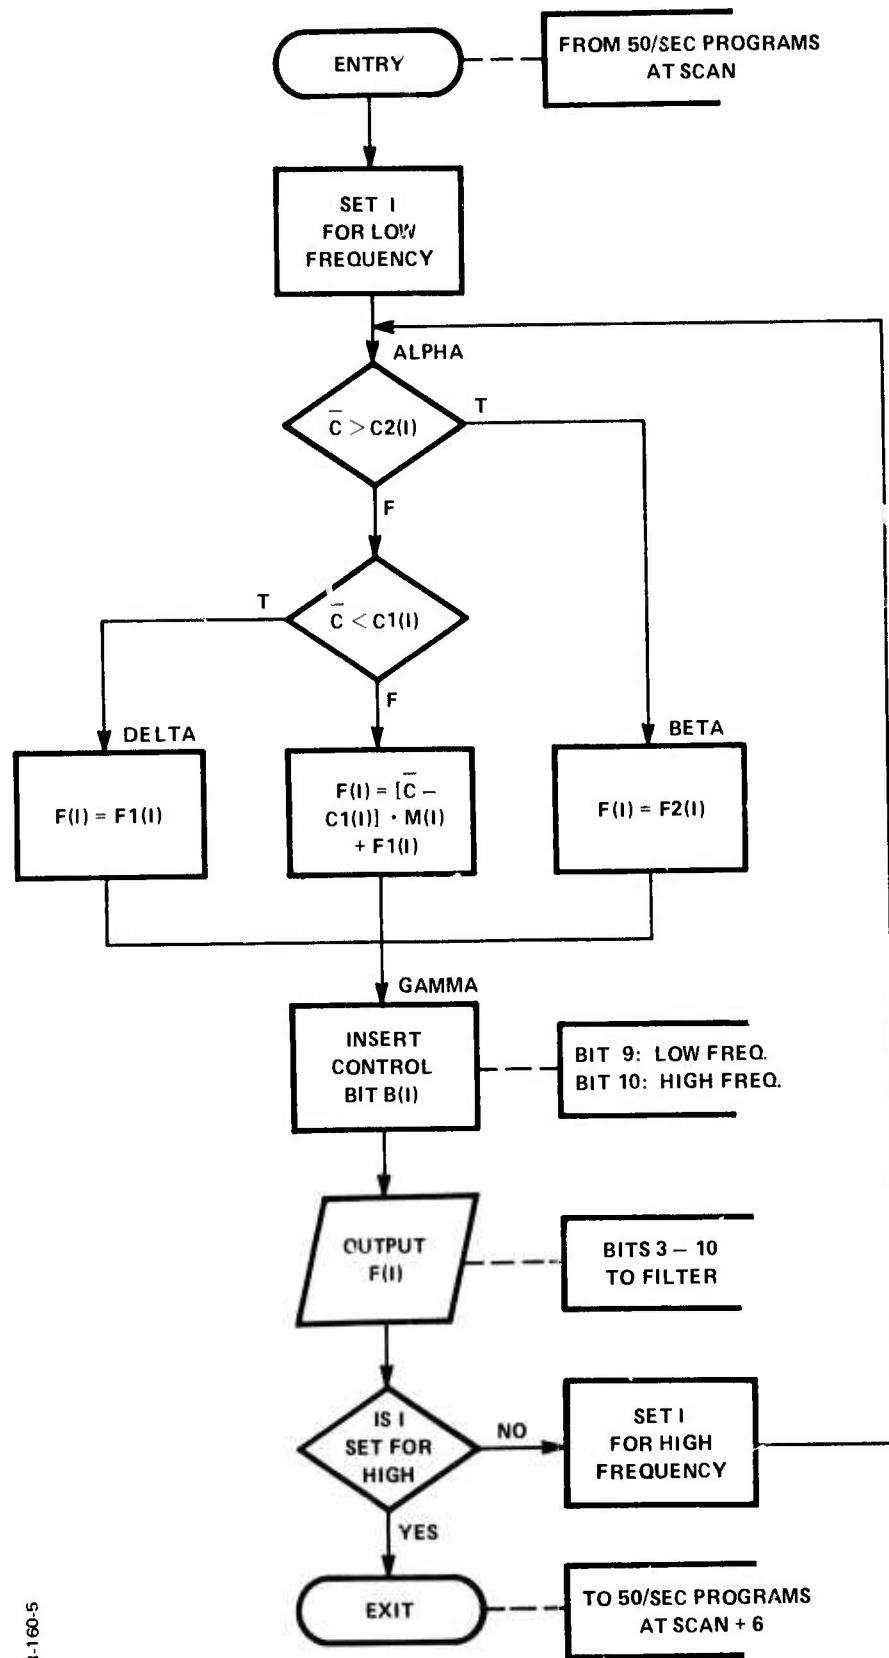 ENTRY
FROM 50/SEC PROGRAMS
AT SCAN
SET I
FOR LOW
FREQUENCY
ALPHA
C̅ > C2(I)
T
F
C̅ < C1(I)
T
F
DELTA
BETA
F(I) = F1(I)
F(I) = [C̅ –
C1(I)] · M(I)
+ F1(I)
F(I) = F2(I)
GAMMA
INSERT
CONTROL
BIT B(I)
BIT 9: LOW FREQ.
BIT 10: HIGH FREQ.
OUTPUT
F(I)
BITS 3 – 10
TO FILTER
IS I
SET FOR
HIGH
NO
SET I
FOR HIGH
FREQUENCY
YES
EXIT
TO 50/SEC PROGRAMS
AT SCAN + 6
-160-5